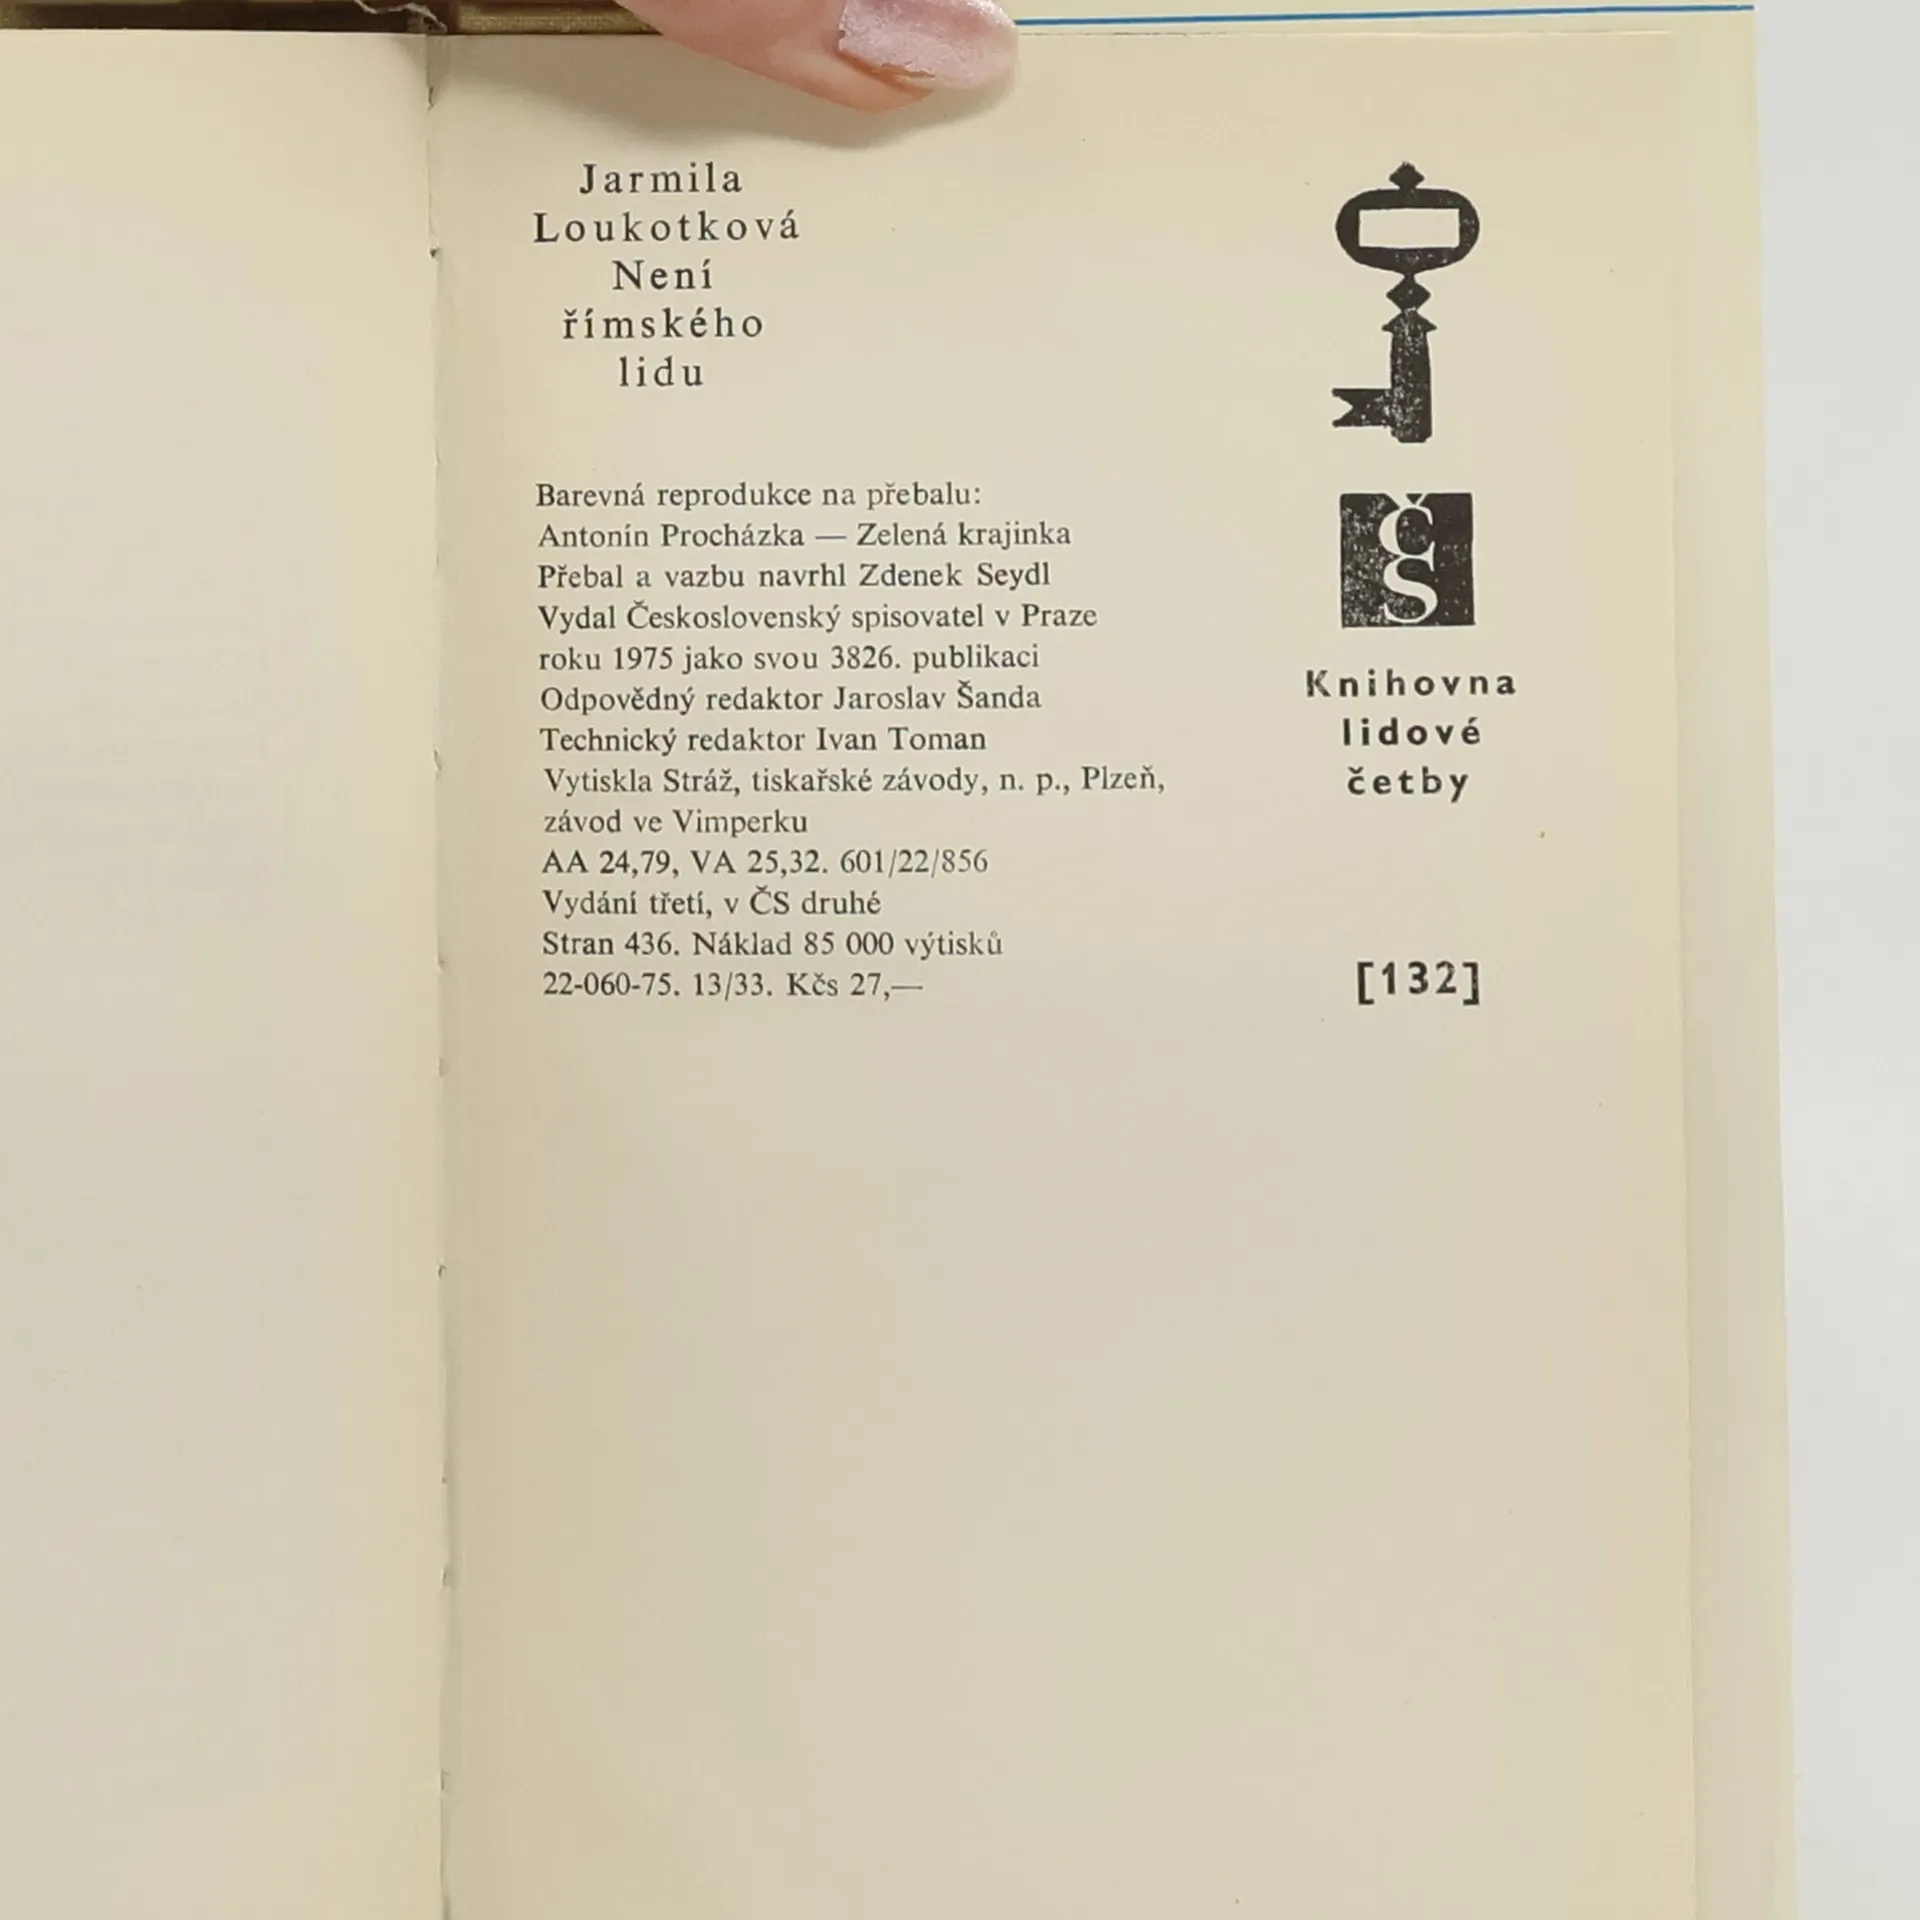 Jarmila
Loukotková
Není
římského
lidu
Barevná reprodukce na přebalu:
Antonín Procházka — Zelená krajinka
Přebal a vazbu navrhl Zdenek Seydl
Vydal Československý spisovatel v Praze
roku 1975 jako svou 3826. publikaci
Odpovědný redaktor Jaroslav Šanda
Technický redaktor Ivan Toman
Vytiskla Stráž, tiskařské závody, n. p., Plzeň,
závod ve Vimperku
AA 24,79, VA 25,32. 601/22/856
Vydání třetí, v ČS druhé
Stran 436. Náklad 85 000 výtisků
22-060-75. 13/33. Kčs 27,—
ČS
Knihovna
lidové
četby
[132]